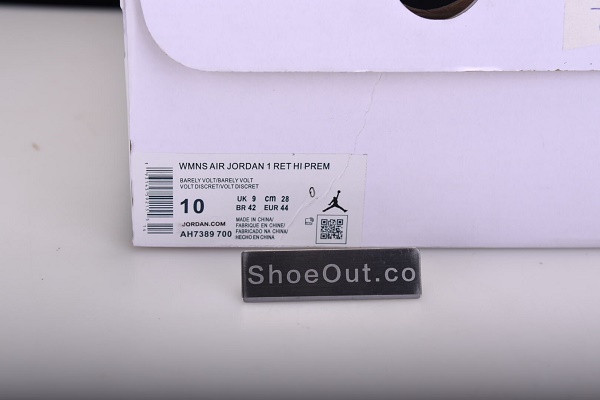 WMNS AIR JORDAN 1 RET HI PREM
BARELY VOLT/BARELY VOLT
VOLT DISCRET/VOLT DISCRET
10 UK 9 cm 28
BR 42 EUR 44
JORDAN.COM
AH7389 700
MADE IN CHINA/
FABRIQUE EN CHINE/
FABRICADO NA CHINA/
HECHO EN CHINA
ShoeOut.co